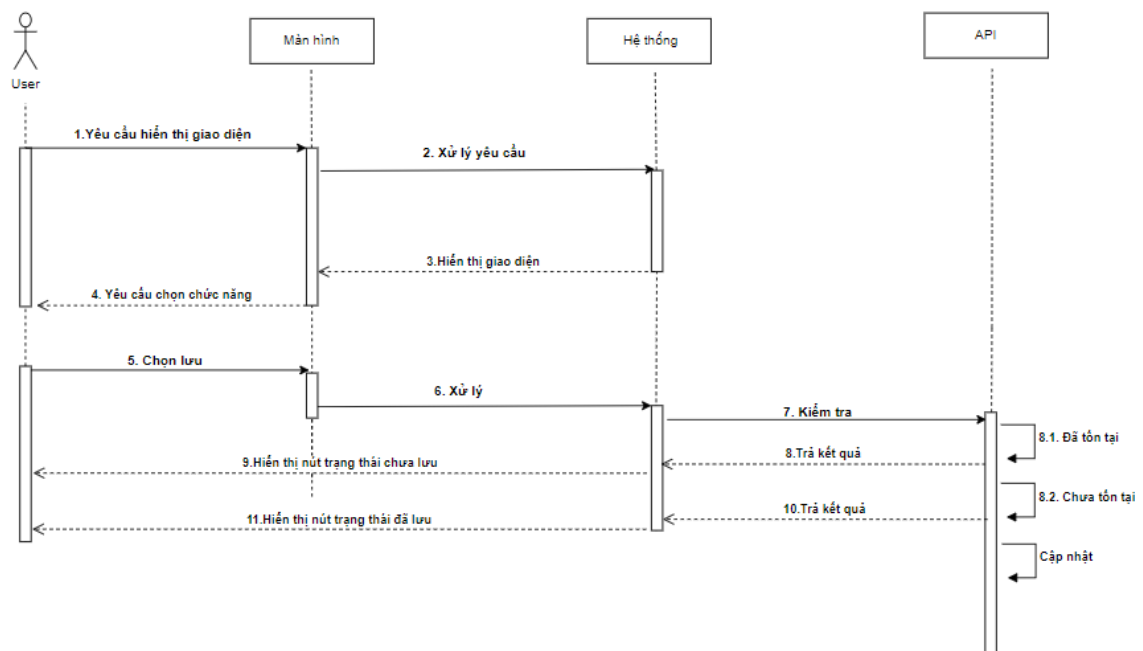 User
Màn hình
Hệ thống
API
1.Yêu cầu hiển thị giao diện
2. Xử lý yêu cầu
3.Hiển thị giao diện
4. Yêu cầu chọn chức năng
5. Chọn lưu
6. Xử lý
7. Kiểm tra
8.1. Đã tồn tại
8.Trả kết quả
9.Hiển thị nút trạng thái chưa lưu
8.2. Chưa tồn tại
10.Trả kết quả
11.Hiển thị nút trạng thái đã lưu
Cập nhật